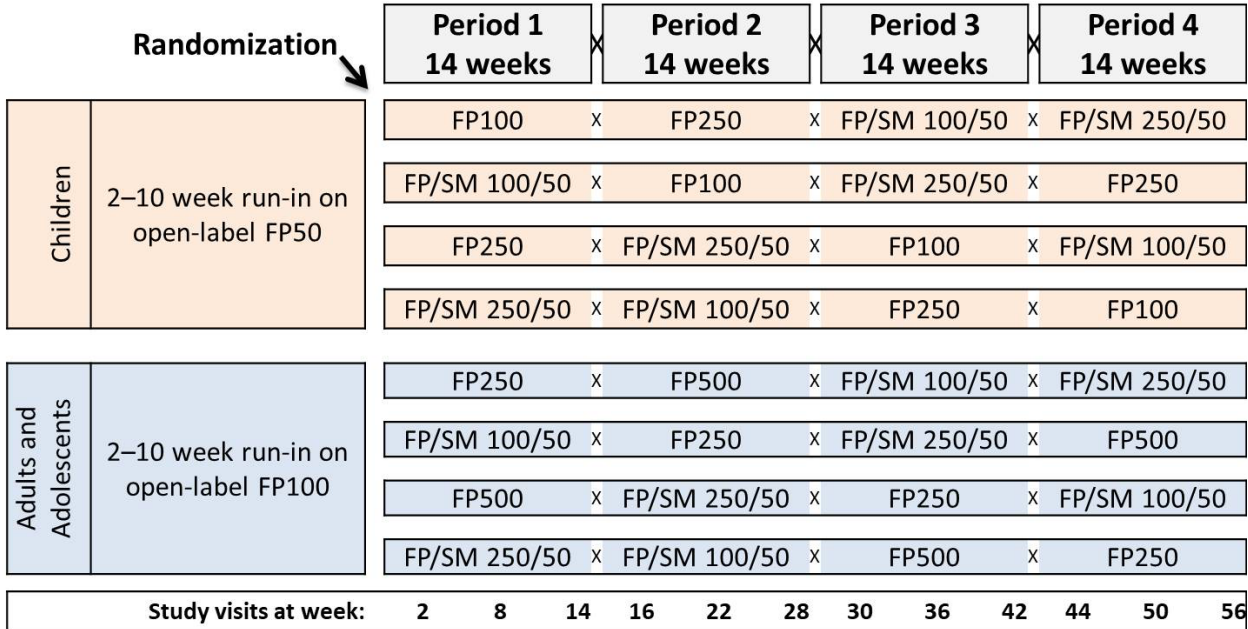 Randomization
Period 1 x Period 2 x Period 3 x Period 4
14 weeks 14 weeks 14 weeks 14 weeks
Children
2–10 week run-in on
open-label FP50
FP100 x FP250 x FP/SM 100/50 x FP/SM 250/50
FP/SM 100/50 x FP100 x FP/SM 250/50 x FP250
FP250 x FP/SM 250/50 x FP100 x FP/SM 100/50
FP/SM 250/50 x FP/SM 100/50 x FP250 x FP100
Adults and
Adolescents
2–10 week run-in on
open-label FP100
FP250 x FP500 x FP/SM 100/50 x FP/SM 250/50
FP/SM 100/50 x FP250 x FP/SM 250/50 x FP500
FP500 x FP/SM 250/50 x FP250 x FP/SM 100/50
FP/SM 250/50 x FP/SM 100/50 x FP500 x FP250
Study visits at week: 2 8 14 16 22 28 30 36 42 44 50 56